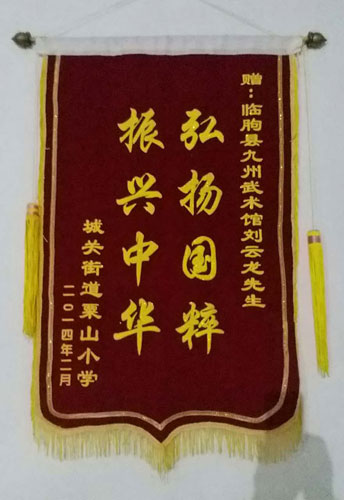 赠：临朐县九州武术馆刘云龙先生
弘扬国粹
振兴中华
城关街道粟山小学
二〇一四年二月